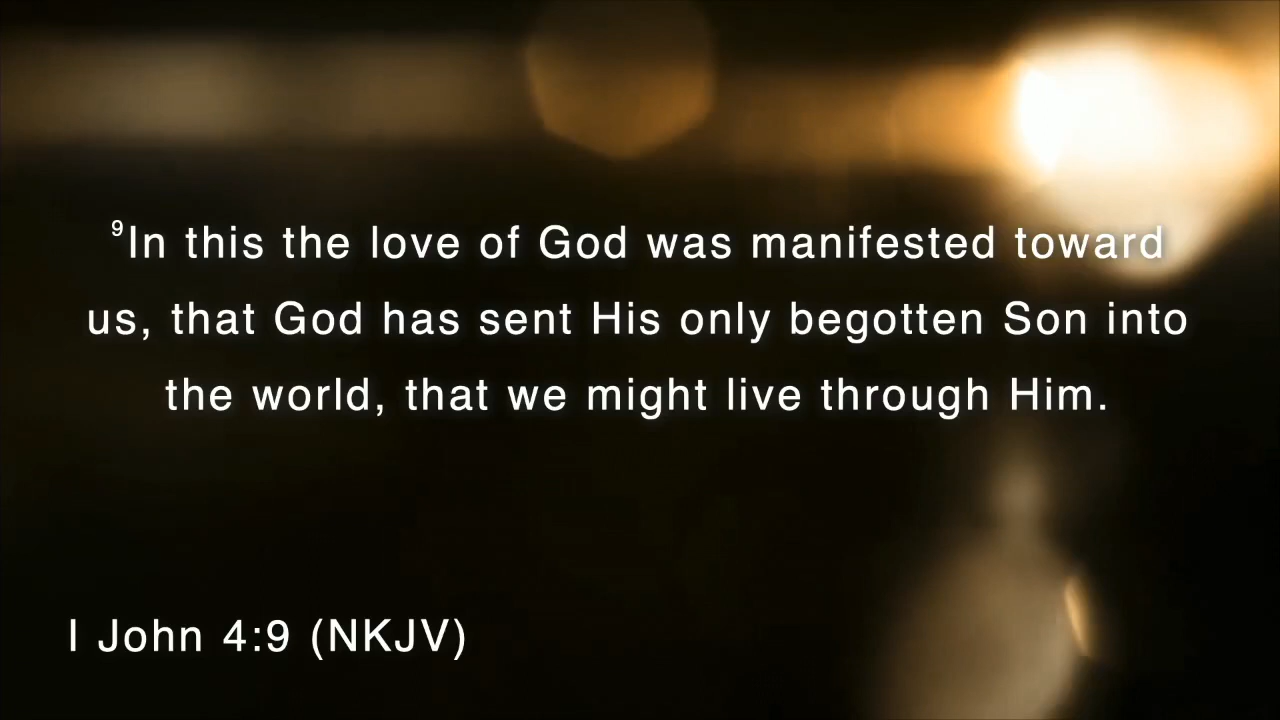 ⁹In this the love of God was manifested toward
us, that God has sent His only begotten Son into
the world, that we might live through Him.
I John 4:9 (NKJV)